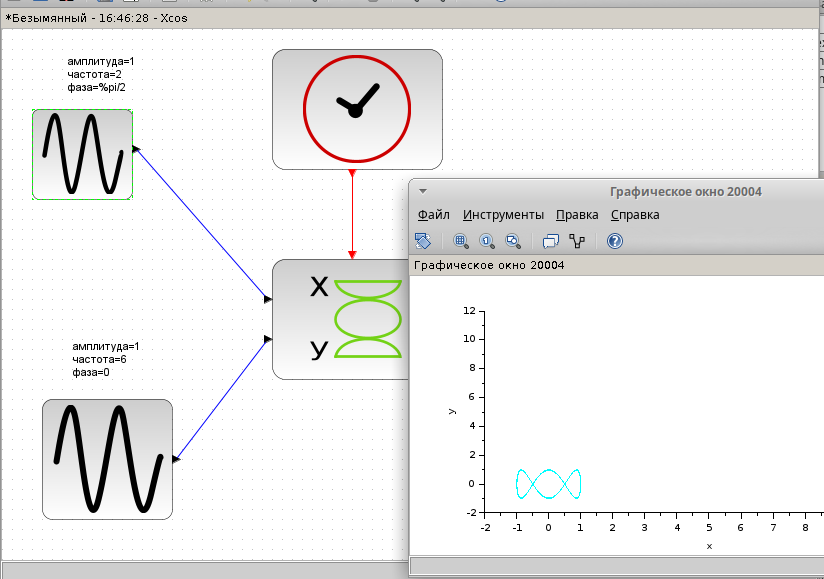 *Безымянный - 16:46:28 - Xcos
амплитуда=1
частота=2
фаза=%pi/2
X
y
амплитуда=1
частота=6
фаза=0
Графическое окно 20004
Файл Инструменты Правка Справка
Графическое окно 20004
12
10
8
6
4
2
0
-2
y
-2 -1 0 1 2 3 4 5 6 7 8
x